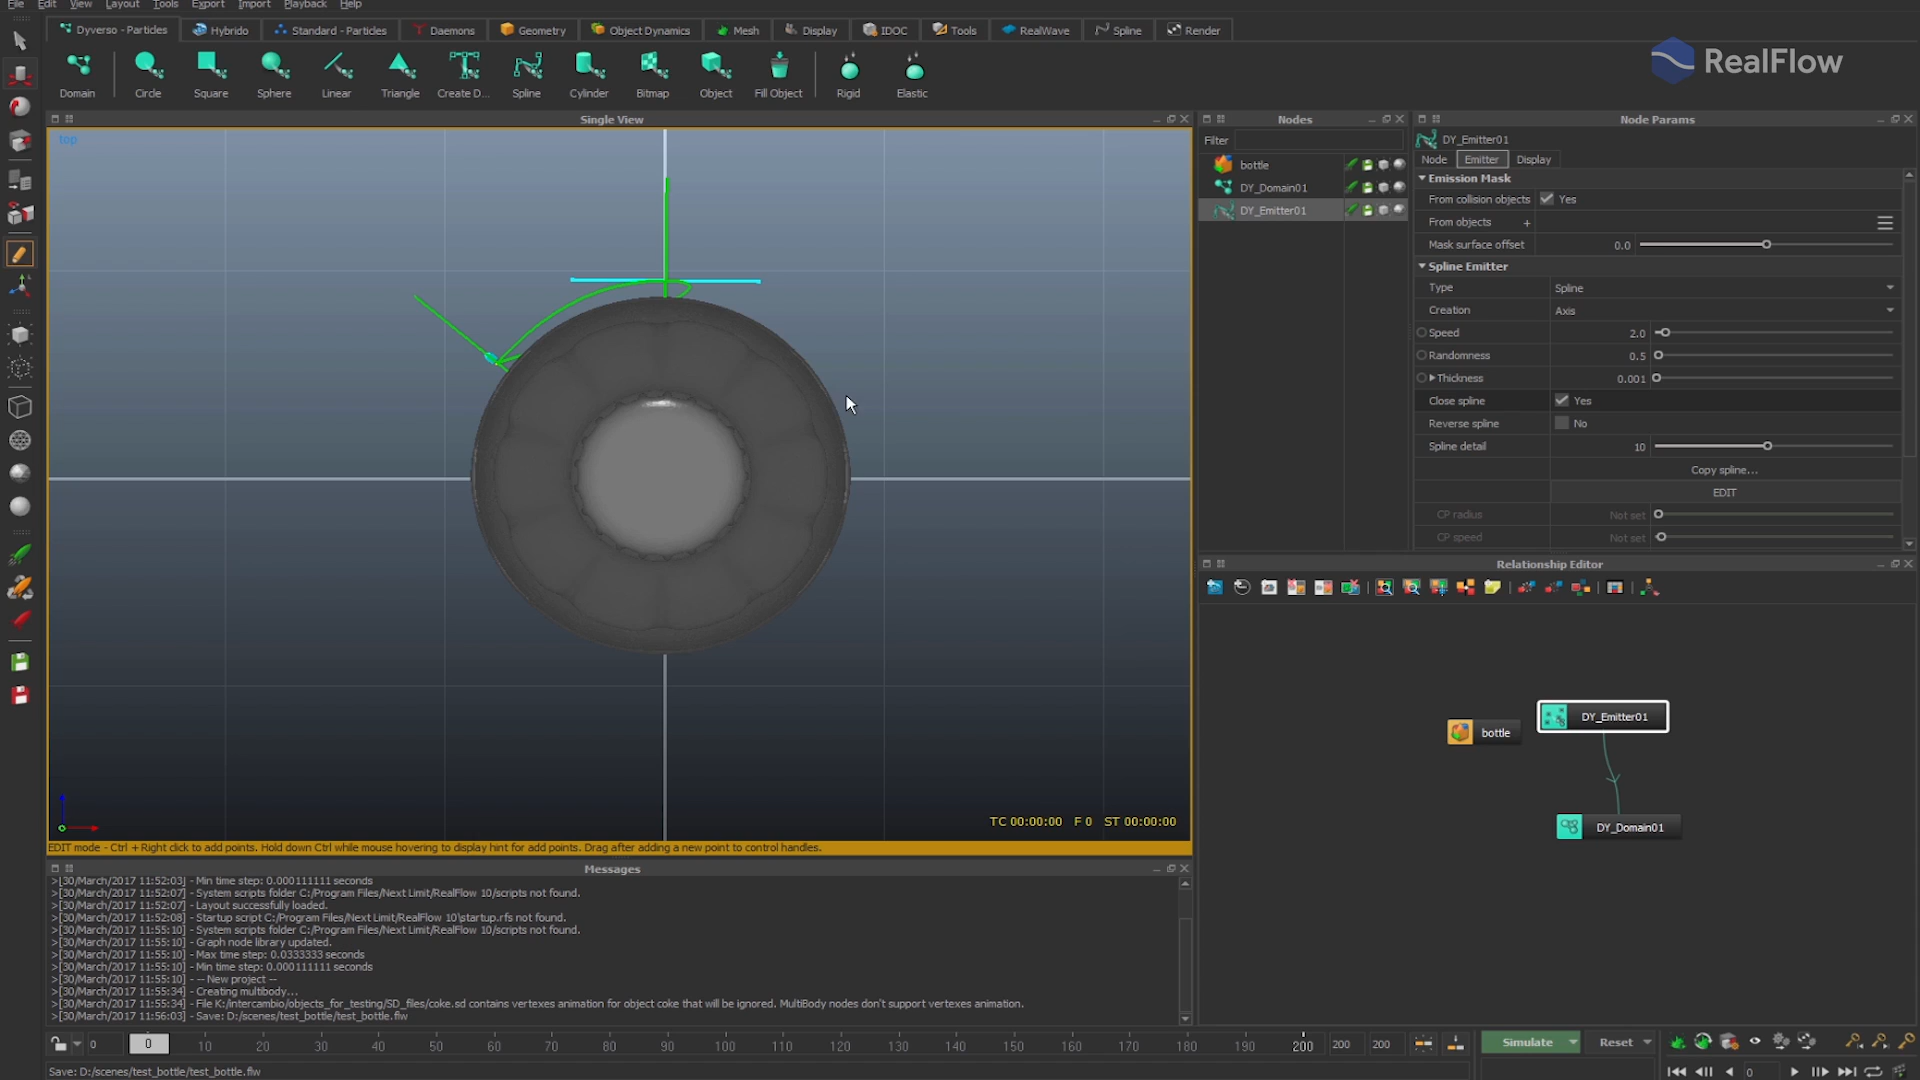 File Edit View Layout Tools Export Import Playback Help
Dyverso - Particles Hybrido Standard - Particles Daemons Geometry Object Dynamics Mesh Display IDOC Tools RealWave Spline Render
RealFlow
Domain Circle Square Sphere Linear Triangle Create D... Spline Cylinder Bitmap Object Fill Object Rigid Elastic
Single View
top
TC 00:00:00 F 0 ST 00:00:00
EDIT mode - Ctrl +Right click to add points. Hold down Ctrl while mouse hovering to display hint for add points. Drag after adding a new point to control handles.
Nodes
Filter
bottle
DY_Domain01
DY_Emitter01
Node Params
DY_Emitter01
Node Emitter Display
Emission Mask
From collision objects Yes
From objects +
Mask surface offset 0.0
Spline Emitter
Type Spline
Creation Axis
Speed 2.0
Randomness 0.5
Thickness 0.001
Close spline Yes
Reverse spline No
Spline detail 10
Copy spline...
EDIT
CP radius Not set
CP speed Not set
Relationship Editor
bottle
DY_Emitter01
DY_Domain01
Messages
>[30/March/2017 11:52:03] - Min time step: 0.000111111 seconds
>[30/March/2017 11:52:07] - System scripts folder C:/Program Files/Next Limit/RealFlow 10/scripts not found.
>[30/March/2017 11:52:07] - Layout successfully loaded.
>[30/March/2017 11:52:08] - Startup script C:/Program Files/Next Limit/RealFlow 10\startup.rfs not found.
>[30/March/2017 11:55:10] - System scripts folder C:/Program Files/Next Limit/RealFlow 10/scripts not found.
>[30/March/2017 11:55:10] - Graph node library updated.
>[30/March/2017 11:55:10] - Max time step: 0.0333333 seconds
>[30/March/2017 11:55:10] - Min time step: 0.000111111 seconds
>[30/March/2017 11:55:10] - -- New project --
>[30/March/2017 11:55:34] - Creating multibody...
>[30/March/2017 11:55:34] - File K:/intercambio/objects_for_testing/SD_files/coke.sd contains vertexes animation for object coke that will be ignored. MultiBody nodes don't support vertexes animation.
>[30/March/2017 11:56:03] - Save: D:/scenes/test_bottle/test_bottle.flw
0 0 10 20 30 40 50 60 70 80 90 100 110 120 130 140 150 160 170 180 190 200 200 200
Simulate Reset
Save: D:/scenes/test_bottle/test_bottle.flw
0